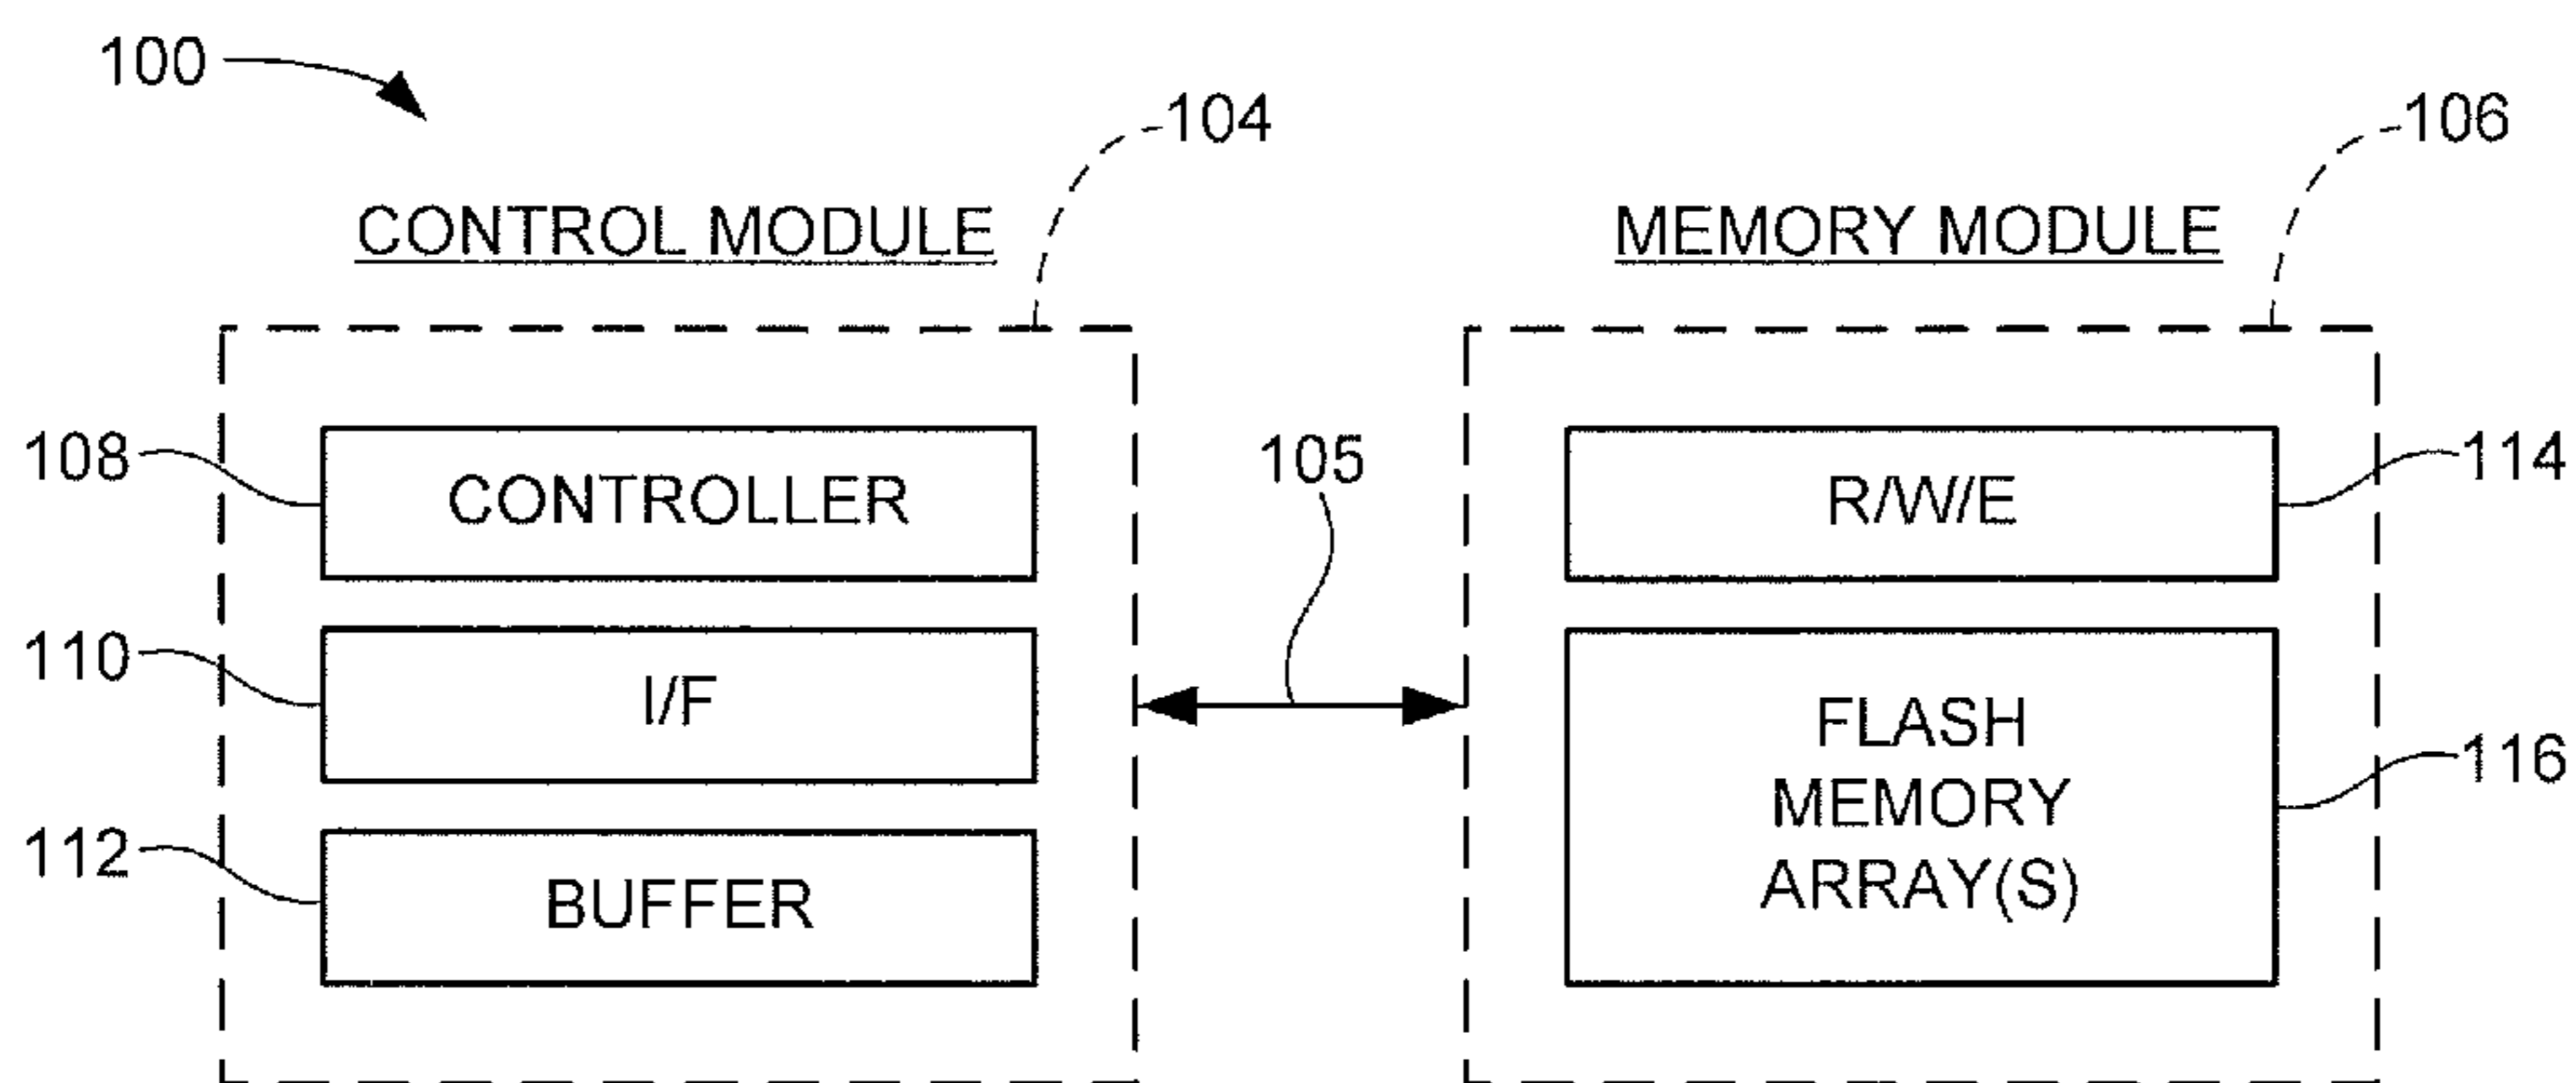 100
104
106
CONTROL MODULE
MEMORY MODULE
108
CONTROLLER
105
R/W/E
114
110
I/F
FLASH
MEMORY
ARRAY(S)
116
112
BUFFER